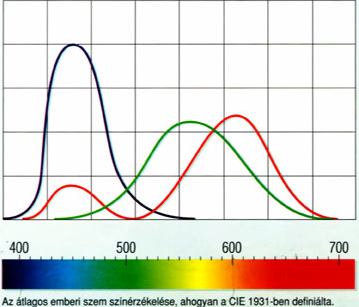 400 500 600 700
Az átlagos emberi szem színérzékelése, ahogyan a CIE 1931-ben definiálta.